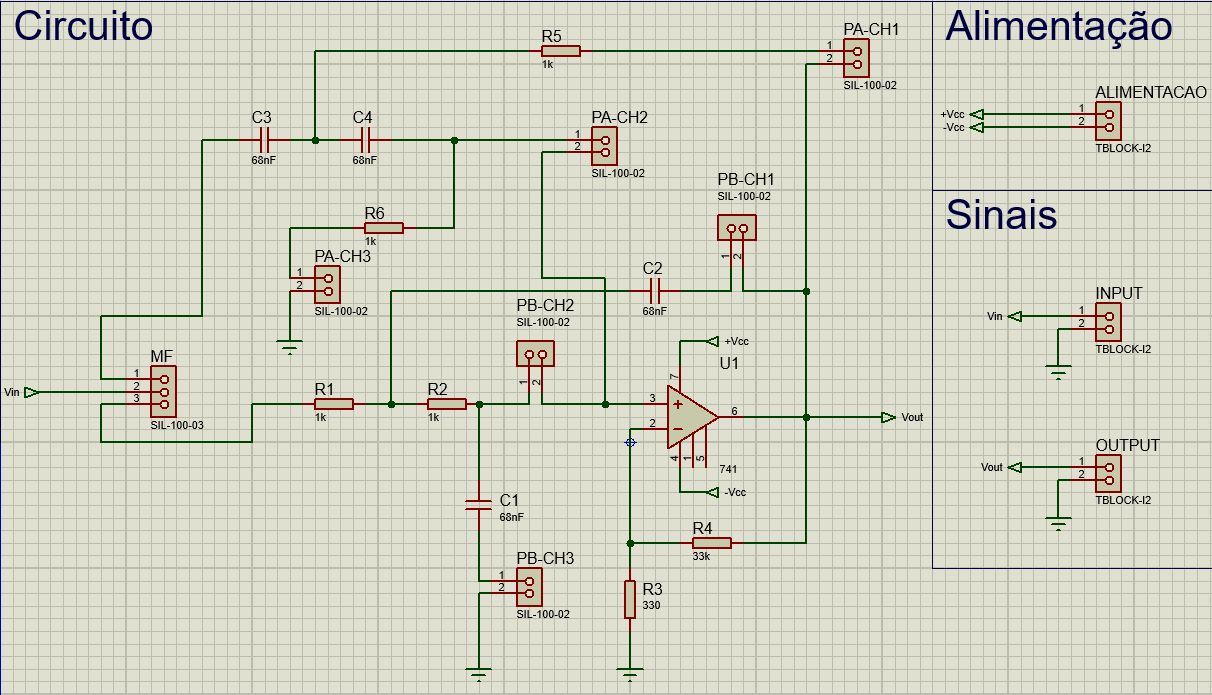 Circuito
Alimentação
R5
1k
PA-CH1
1
2
SIL-100-02
C3
68nF
C4
68nF
PA-CH2
1
2
SIL-100-02
ALIMENTACAO
+Vcc
-Vcc
1
2
TBLOCK-I2
PB-CH1
SIL-100-02
1
2
Sinais
R6
1k
PA-CH3
1
2
SIL-100-02
C2
68nF
PB-CH2
SIL-100-02
1
2
INPUT
Vin
1
2
TBLOCK-I2
MF
Vin
1
2
3
SIL-100-03
R1
1k
R2
1k
+Vcc
U1
7
3
2
6
4
1
5
741
-Vcc
Vout
OUTPUT
Vout
1
2
TBLOCK-I2
C1
68nF
R4
33k
PB-CH3
1
2
SIL-100-02
R3
330